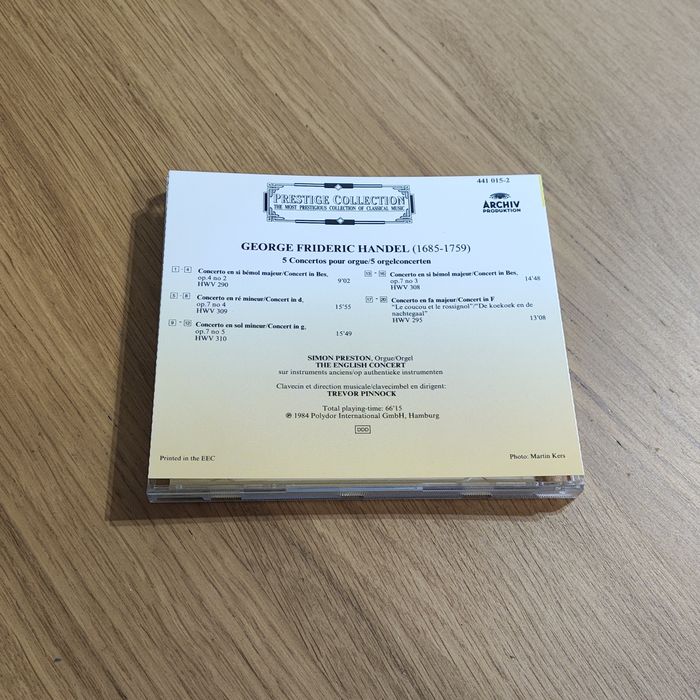 441 015-2
PRESTIGE COLLECTION
THE MOST PRESTIGIOUS COLLECTION OF CLASSICAL MUSIC
ARCHIV
PRODUKTION
GEORGE FRIDERIC HANDEL (1685-1759)
5 Concertos pour orgue/5 orgelconcerten
1 - 4 Concerto en si bémol majeur/Concert in Bes,
op.4 no 2
HWV 290 9'02
5 - 8 Concerto en ré mineur/Concert in d,
op.7 no 4
HWV 309 15'55
9 - 12 Concerto en sol mineur/Concert in g,
op.7 no 5
HWV 310 15'49
13 - 16 Concerto en si bémol majeur/Concert in Bes,
op.7 no 3
HWV 308 14'48
17 - 20 Concerto en fa majeur/Concert in F
"Le coucou et le rossignol"/"De koekoek en de
nachtegaal"
HWV 295 13'08
SIMON PRESTON, Orgue/Orgel
THE ENGLISH CONCERT
sur instruments anciens/op authentieke instrumenten
Clavecin et direction musicale/clavecimbel en dirigent:
TREVOR PINNOCK
Total playing-time: 66'15
℗ 1984 Polydor International GmbH, Hamburg
DDD
Printed in the EEC
Photo: Martin Kers